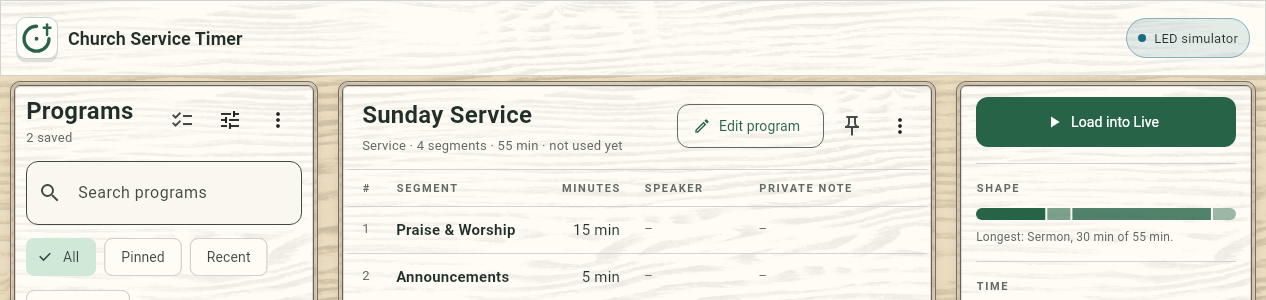 Church Service Timer
LED simulator
Programs
2 saved
Search programs
All
Pinned
Recent
Sunday Service
Service · 4 segments · 55 min · not used yet
Edit program
# SEGMENT MINUTES SPEAKER PRIVATE NOTE
1 Praise & Worship 15 min – –
2 Announcements 5 min – –
Load into Live
SHAPE
Longest: Sermon, 30 min of 55 min.
TIME